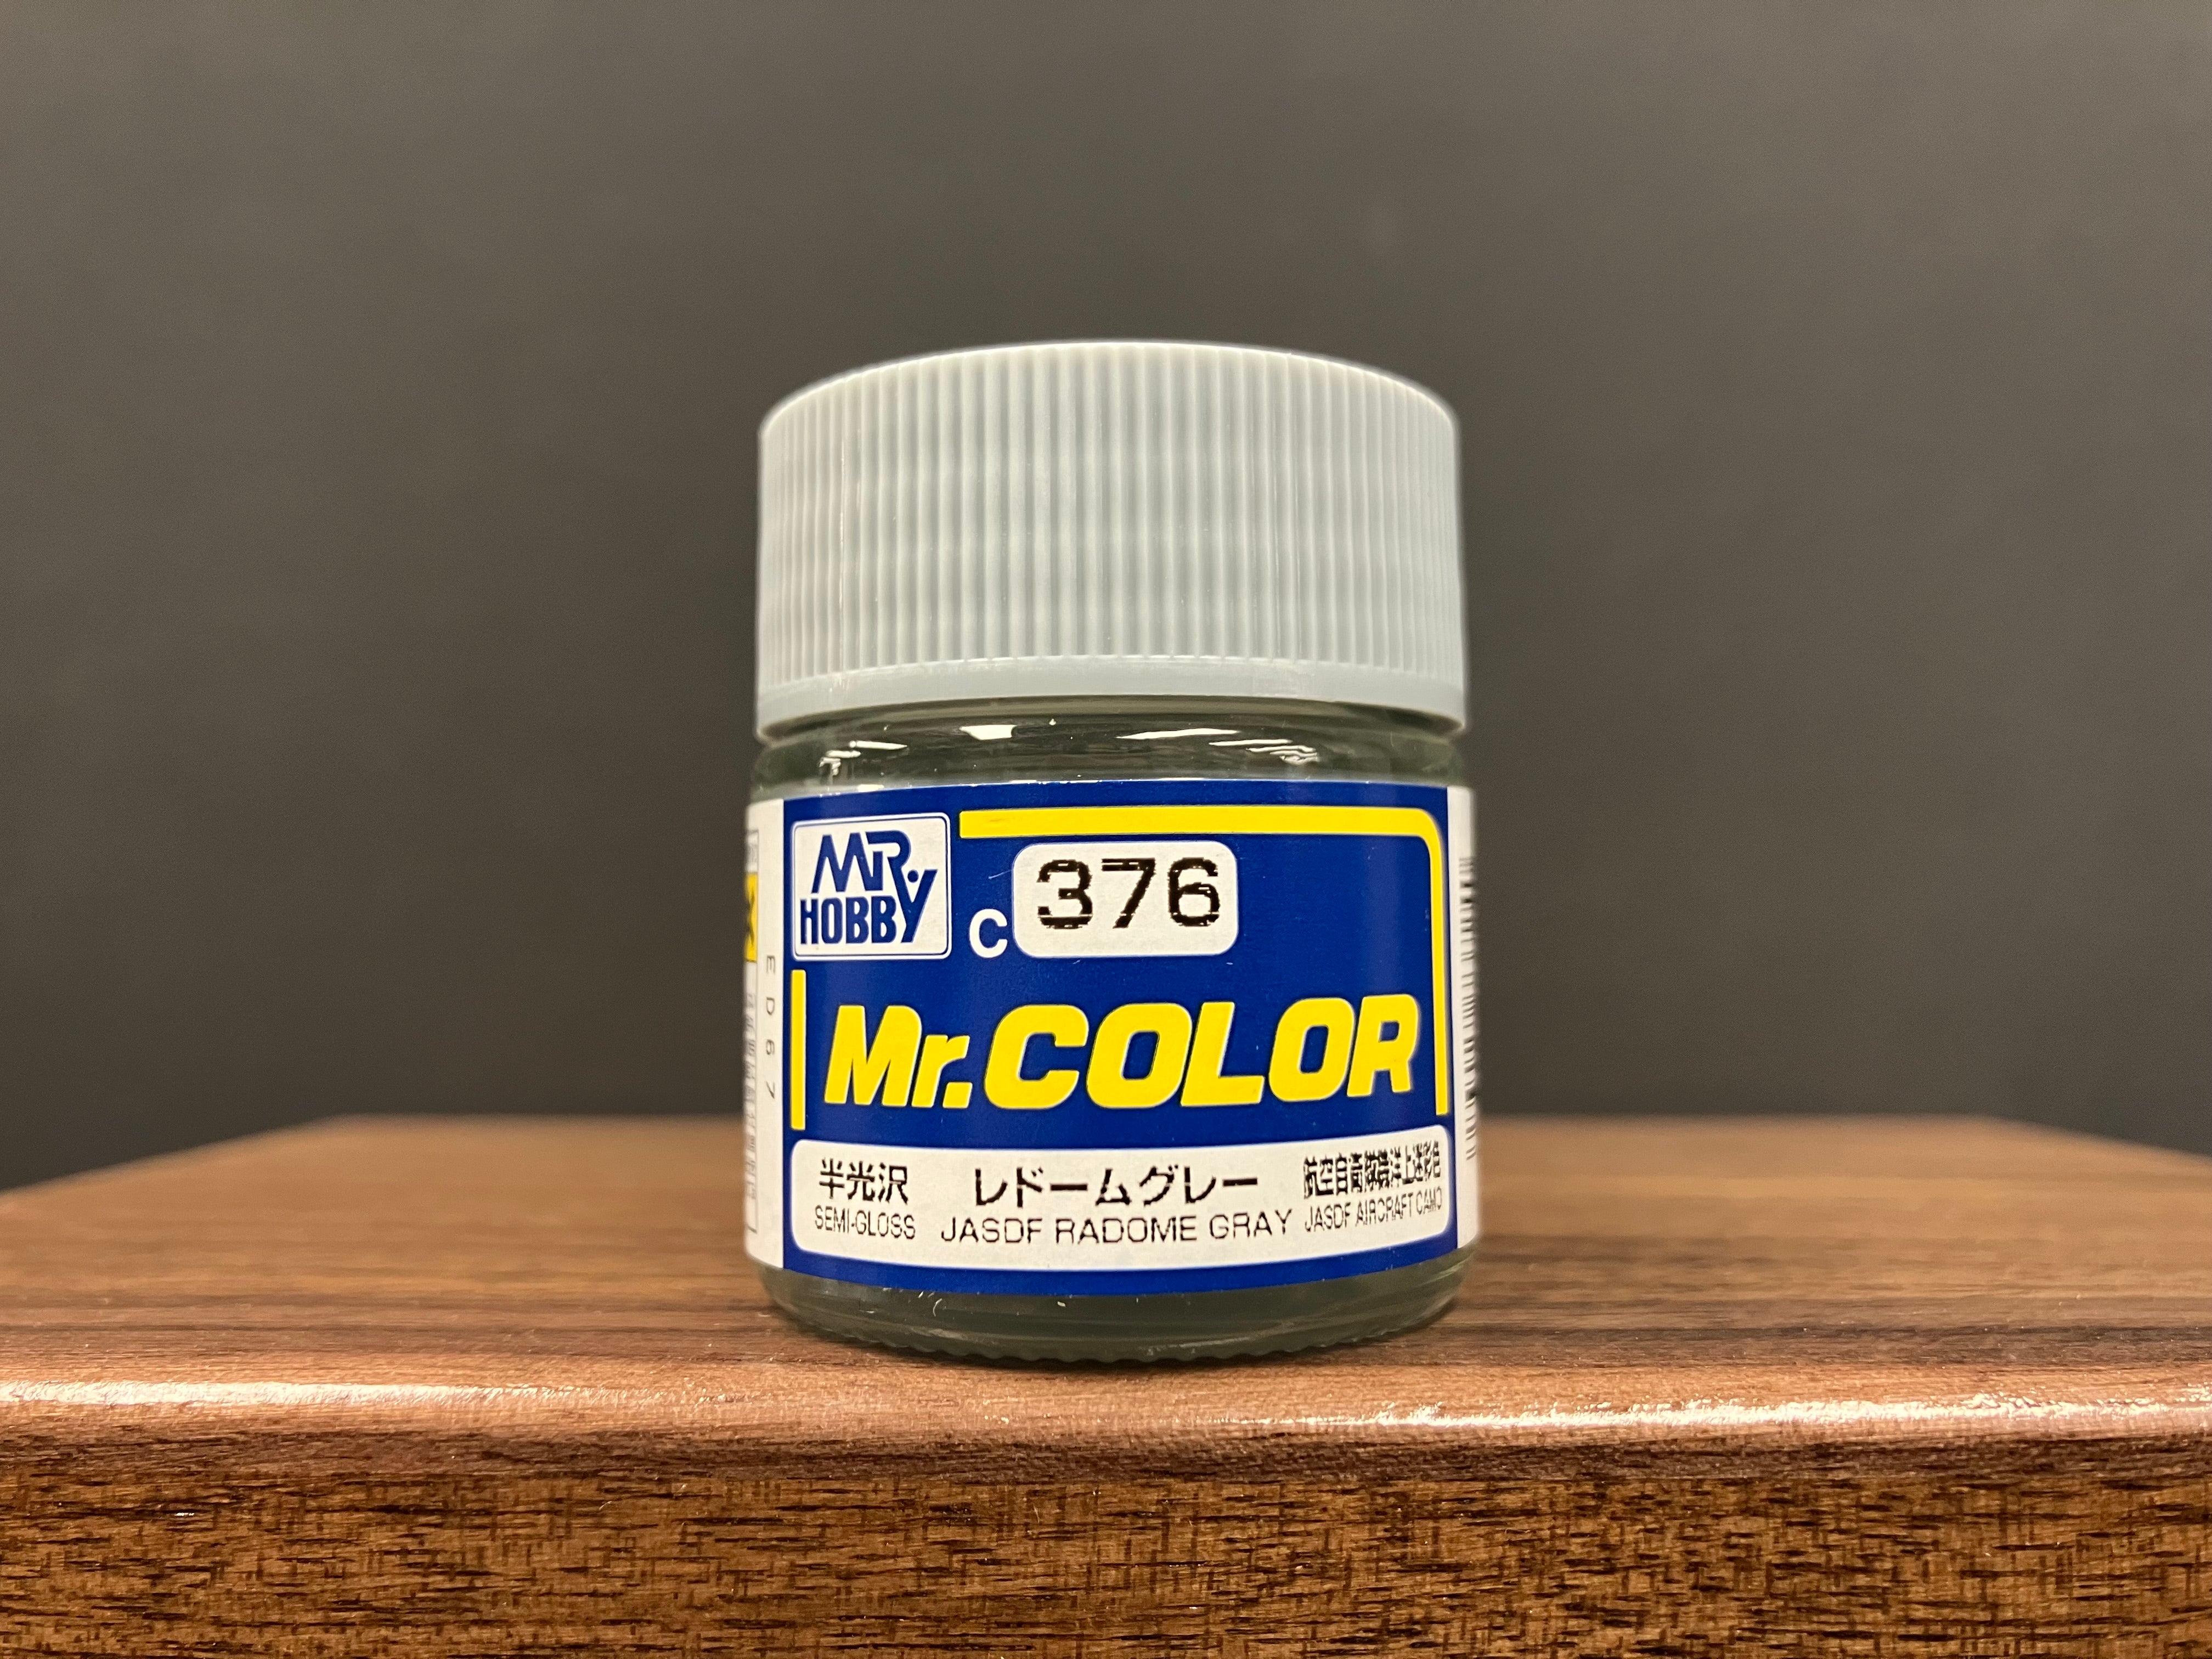 MR.
HOBBY
C 376
Mr.COLOR
半光沢 レドームグレー 航空自衛隊機洋上迷彩色
SEMI-GLOSS JASDF RADOME GRAY JASDF AIRCRAFT CAMO
ED67